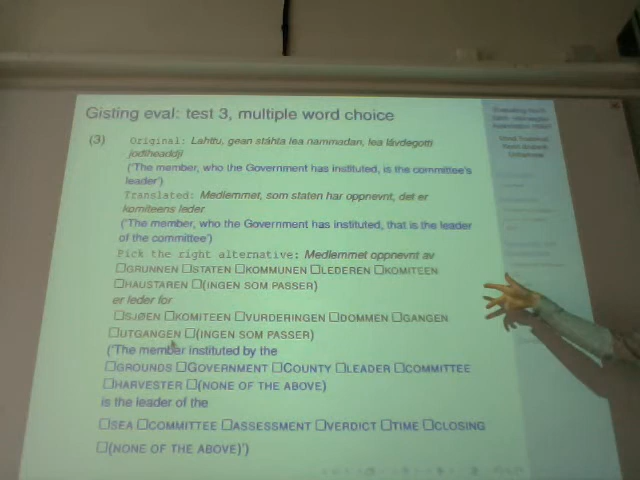 Gisting eval: test 3, multiple word choice
(3) Original: Lahttu, gean stáhta lea nammadan, lea lávdegotti
jođiheaddji
('The member, who the Government has instituted, is the committee's
leader')
Translated: Medlemmet, som staten har oppnevnt, det er
komiteens leder
('The member, who the Government has instituted, that is the leader
of the committee')
Pick the right alternative: Medlemmet oppnevnt av
☐GRUNNEN ☐STATEN ☐KOMMUNEN ☐LEDEREN ☐KOMITEEN
☐HAUSTAREN ☐(INGEN SOM PASSER)
er leder for
☐SJØEN ☐KOMITEEN ☐VURDERINGEN ☐DOMMEN ☐GANGEN
☐UTGANGEN ☐(INGEN SOM PASSER)
('The member instituted by the
☐GROUNDS ☐GOVERNMENT ☐COUNTY ☐LEADER ☐COMMITTEE
☐HARVESTER ☐(NONE OF THE ABOVE)
is the leader of the
☐SEA ☐COMMITTEE ☐ASSESSMENT ☐VERDICT ☐TIME ☐CLOSING
☐(NONE OF THE ABOVE)')